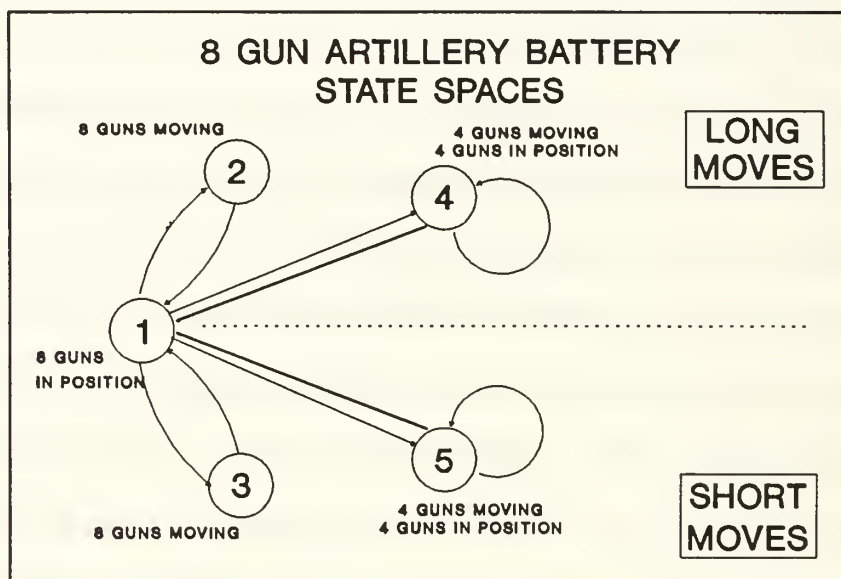 8 GUN ARTILLERY BATTERY
STATE SPACES
8 GUNS MOVING
2
4 GUNS MOVING
4 GUNS IN POSITION
4
LONG
MOVES
1
8 GUNS
IN POSITION
3
8 GUNS MOVING
5
4 GUNS MOVING
4 GUNS IN POSITION
SHORT
MOVES